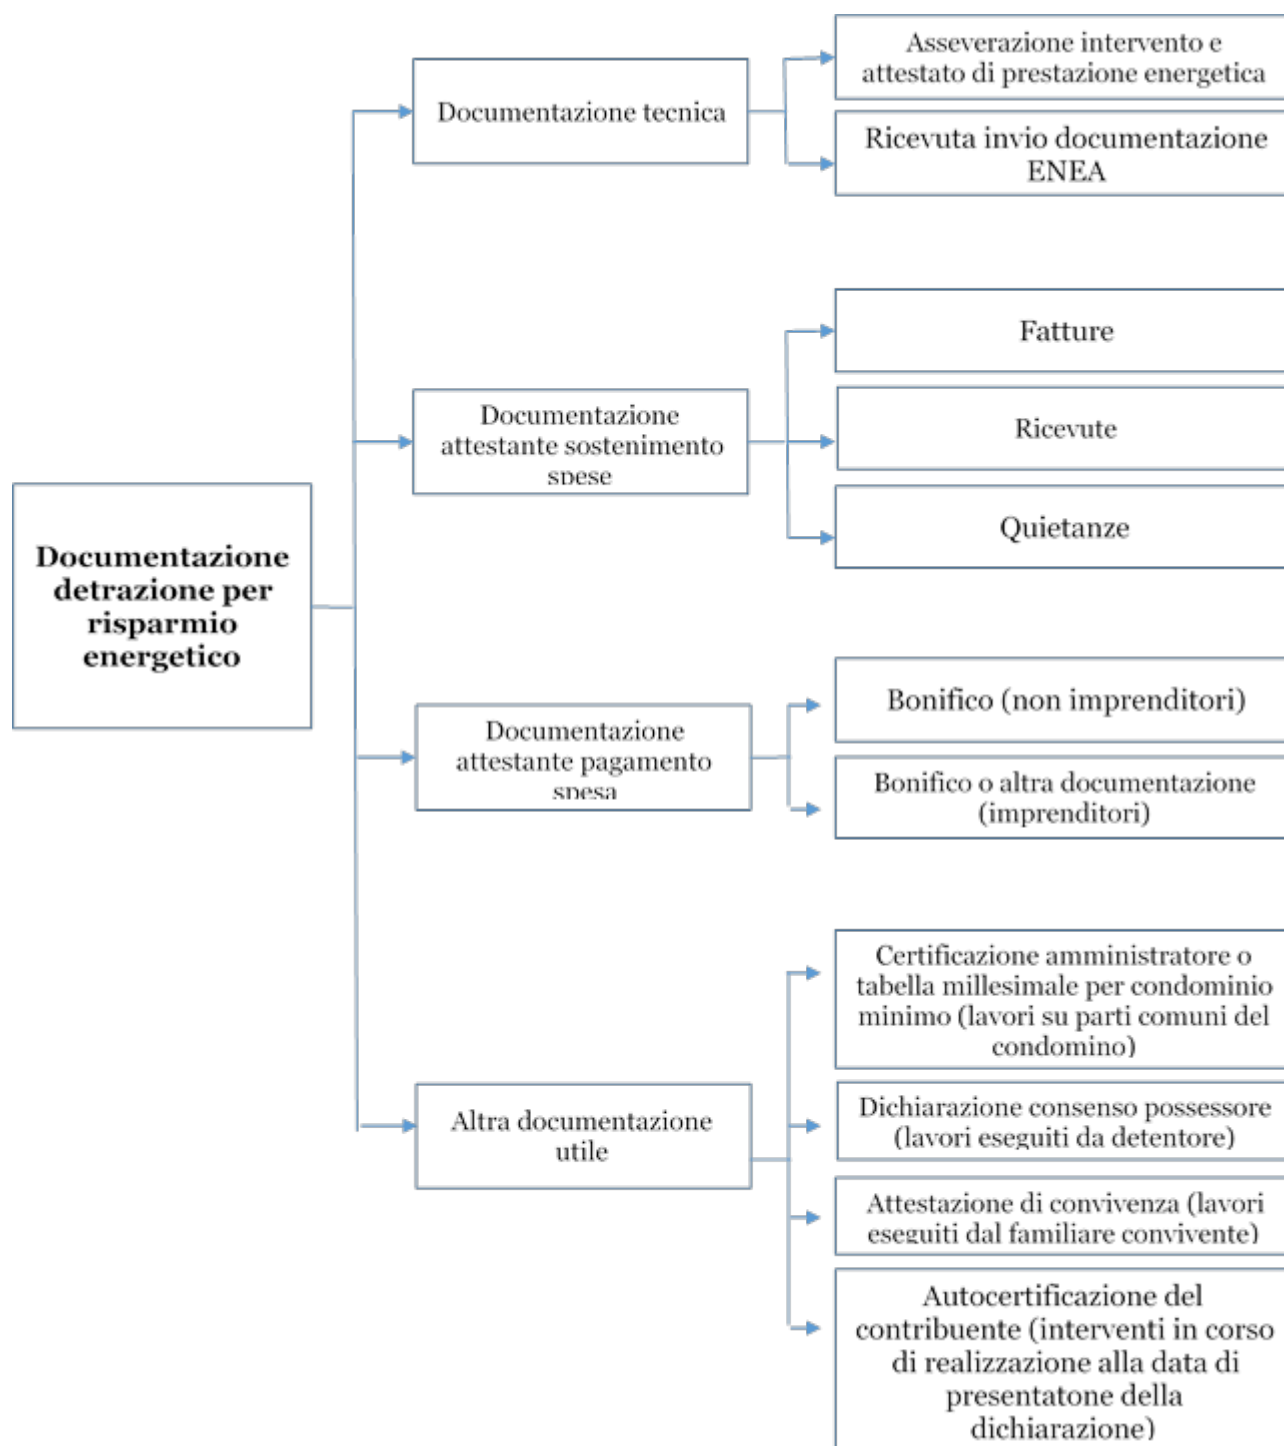 Documentazione
detrazione per
risparmio
energetico
Documentazione tecnica
Asseverazione intervento e
attestato di prestazione energetica
Ricevuta invio documentazione
ENEA
Documentazione
attestante sostenimento
spese
Fatture
Ricevute
Quietanze
Documentazione
attestante pagamento
spesa
Bonifico (non imprenditori)
Bonifico o altra documentazione
(imprenditori)
Altra documentazione
utile
Certificazione amministratore o
tabella millesimale per condominio
minimo (lavori su parti comuni del
condomino)
Dichiarazione consenso possessore
(lavori eseguiti da detentore)
Attestazione di convivenza (lavori
eseguiti dal familiare convivente)
Autocertificazione del
contribuente (interventi in corso
di realizzazione alla data di
presentatone della
dichiarazione)